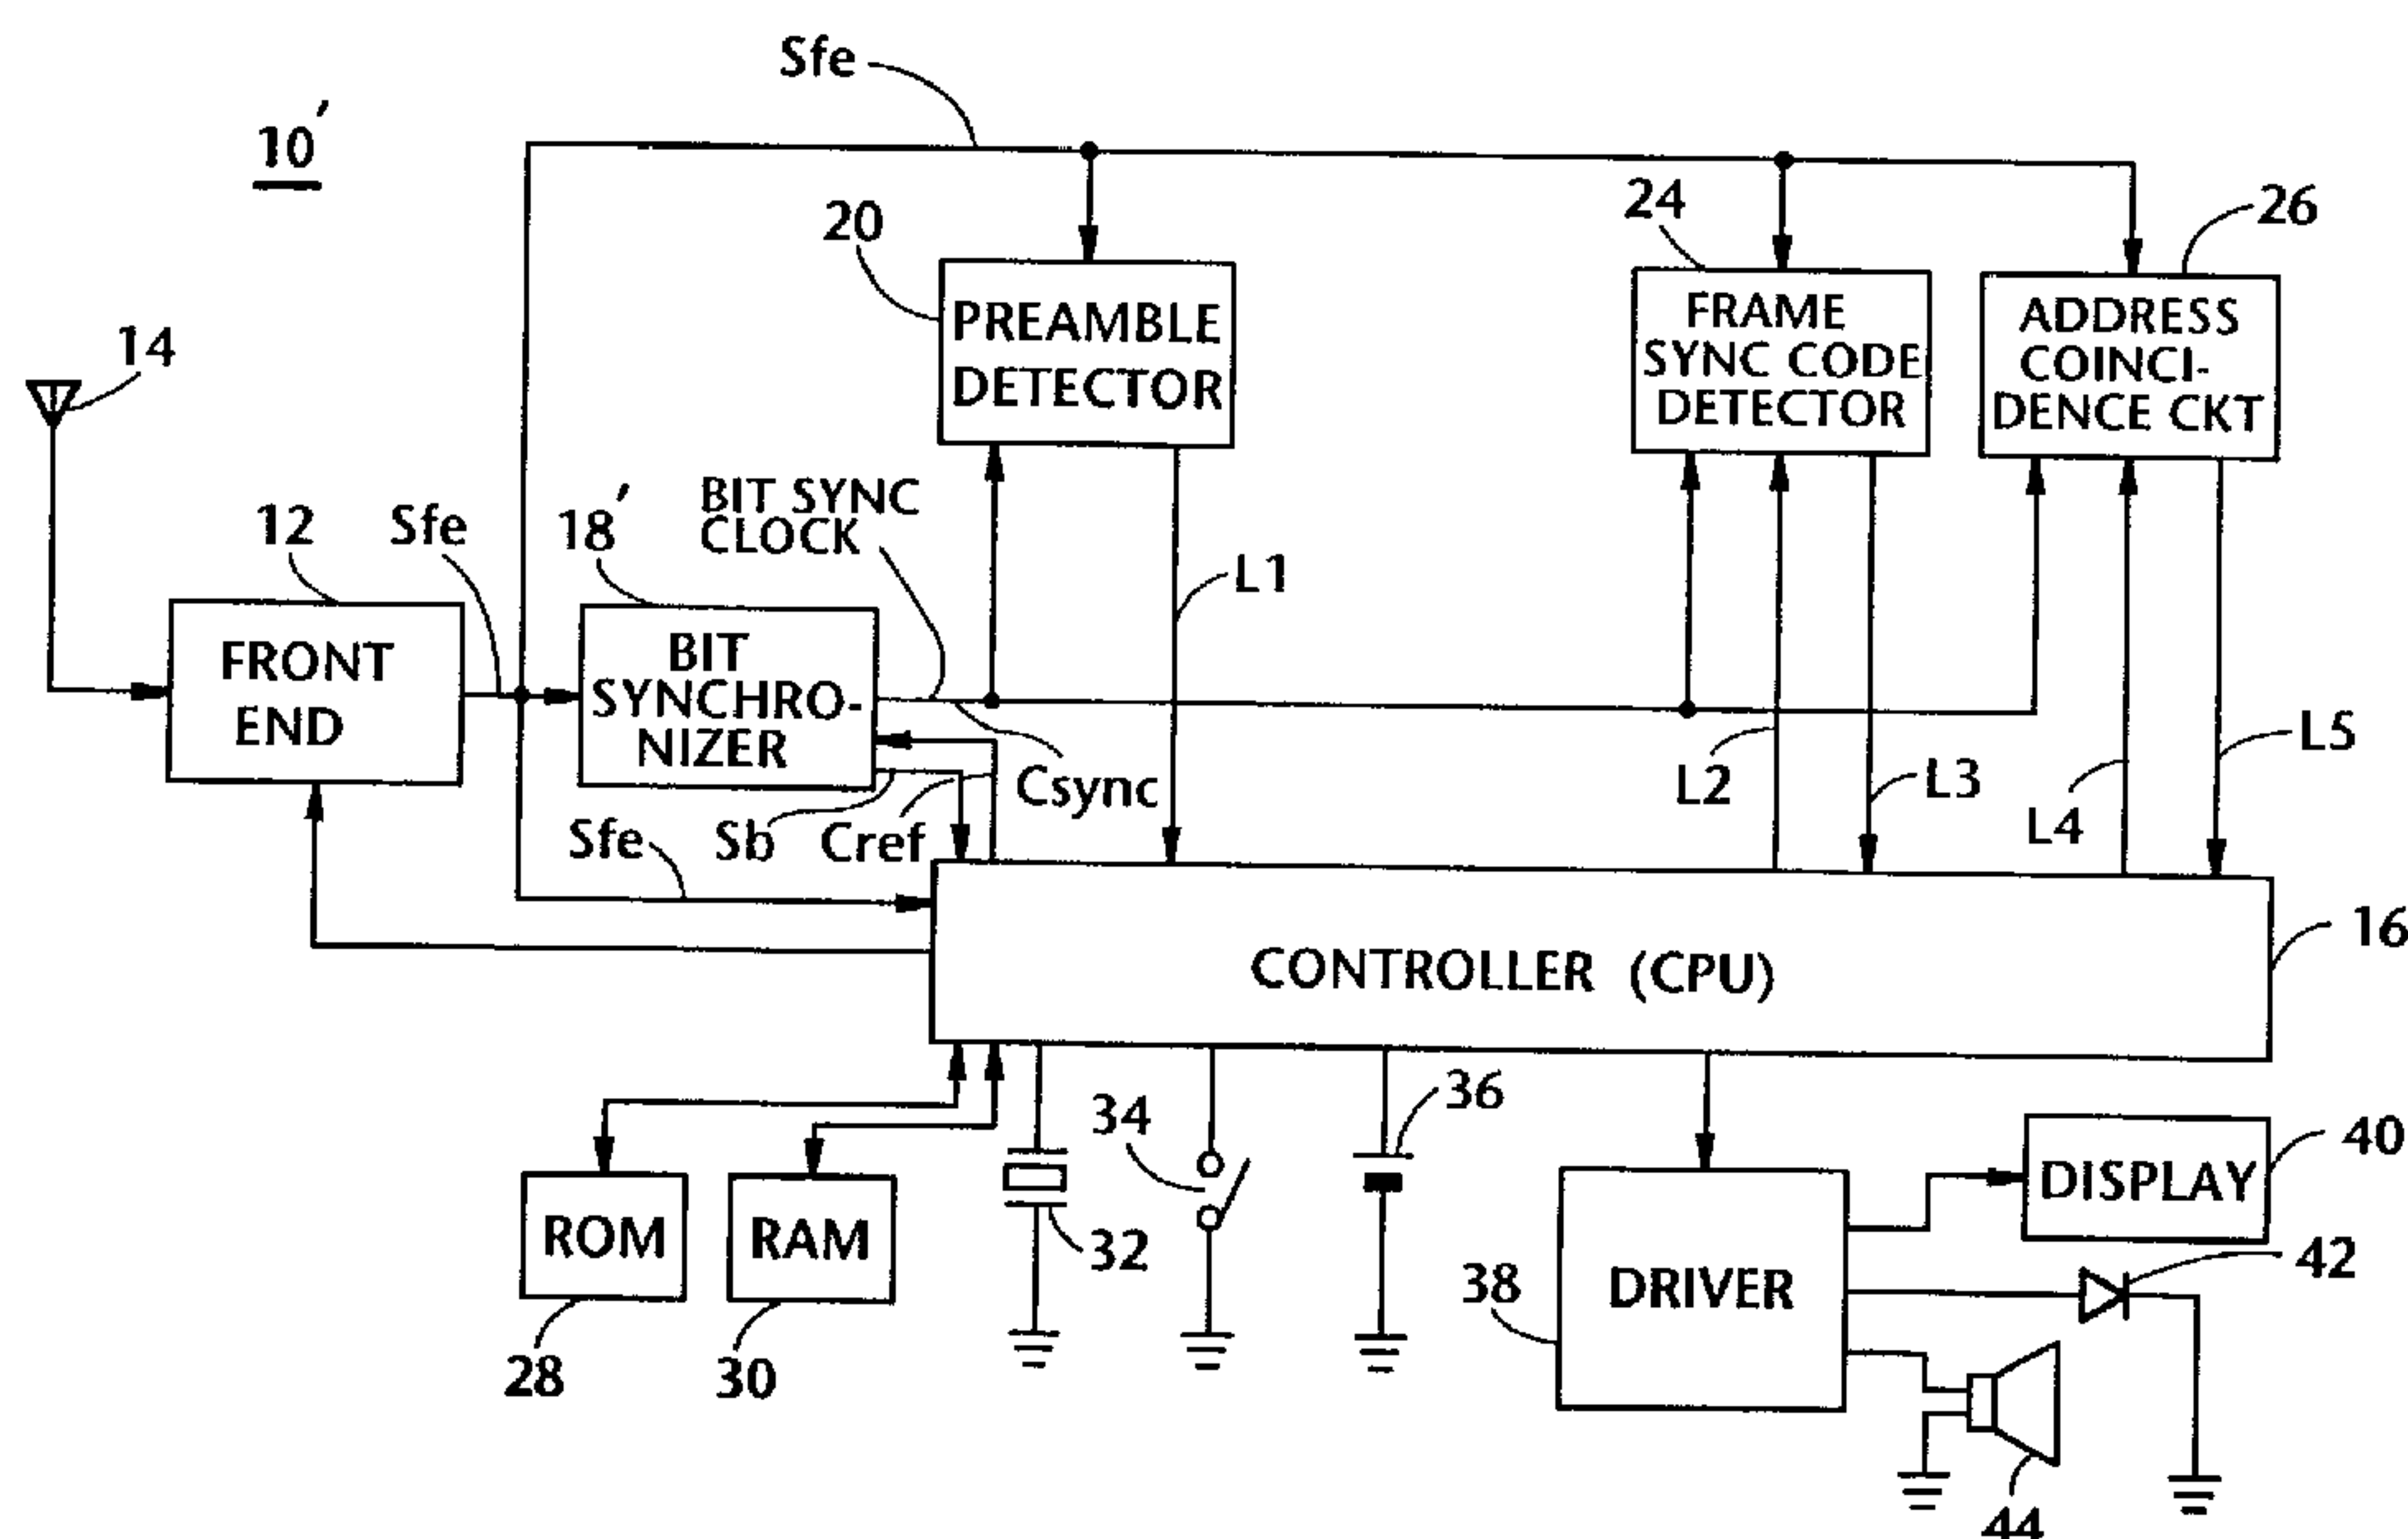 Sfe
10'
20
24
26
14
PREAMBLE
DETECTOR
FRAME
SYNC CODE
DETECTOR
ADDRESS
COINCI-
DENCE CKT
12
Sfe
18'
BIT SYNC
CLOCK
L1
FRONT
END
BIT
SYNCHRO-
NIZER
Csync
L2
L3
L4
L5
Sfe
Sb
Cref
CONTROLLER (CPU)
16
34
36
40
DISPLAY
ROM
RAM
32
38
DRIVER
42
28
30
44